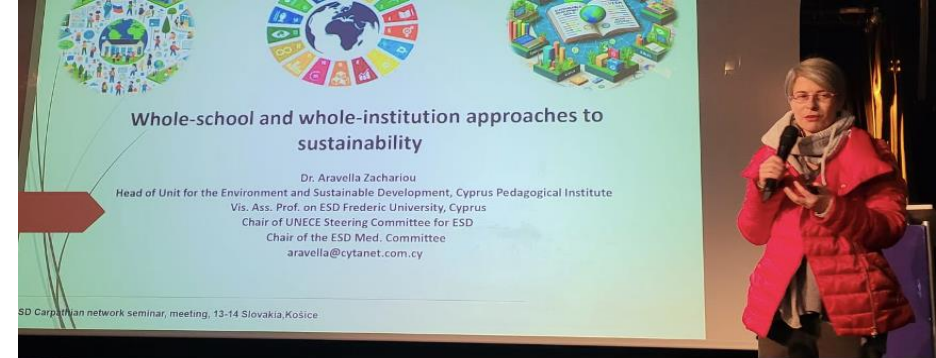 Whole-school and whole-institution approaches to
sustainability
Dr. Aravella Zachariou
Head of Unit for the Environment and Sustainable Development, Cyprus Pedagogical Institute
Vis. Ass. Prof. on ESD Frederic University, Cyprus
Chair of UNECE Steering Committee for ESD
Chair of the ESD Med. Committee
aravella@cytanet.com.cy
SD Carpathian network seminar, meeting, 13-14 Slovakia,Košice